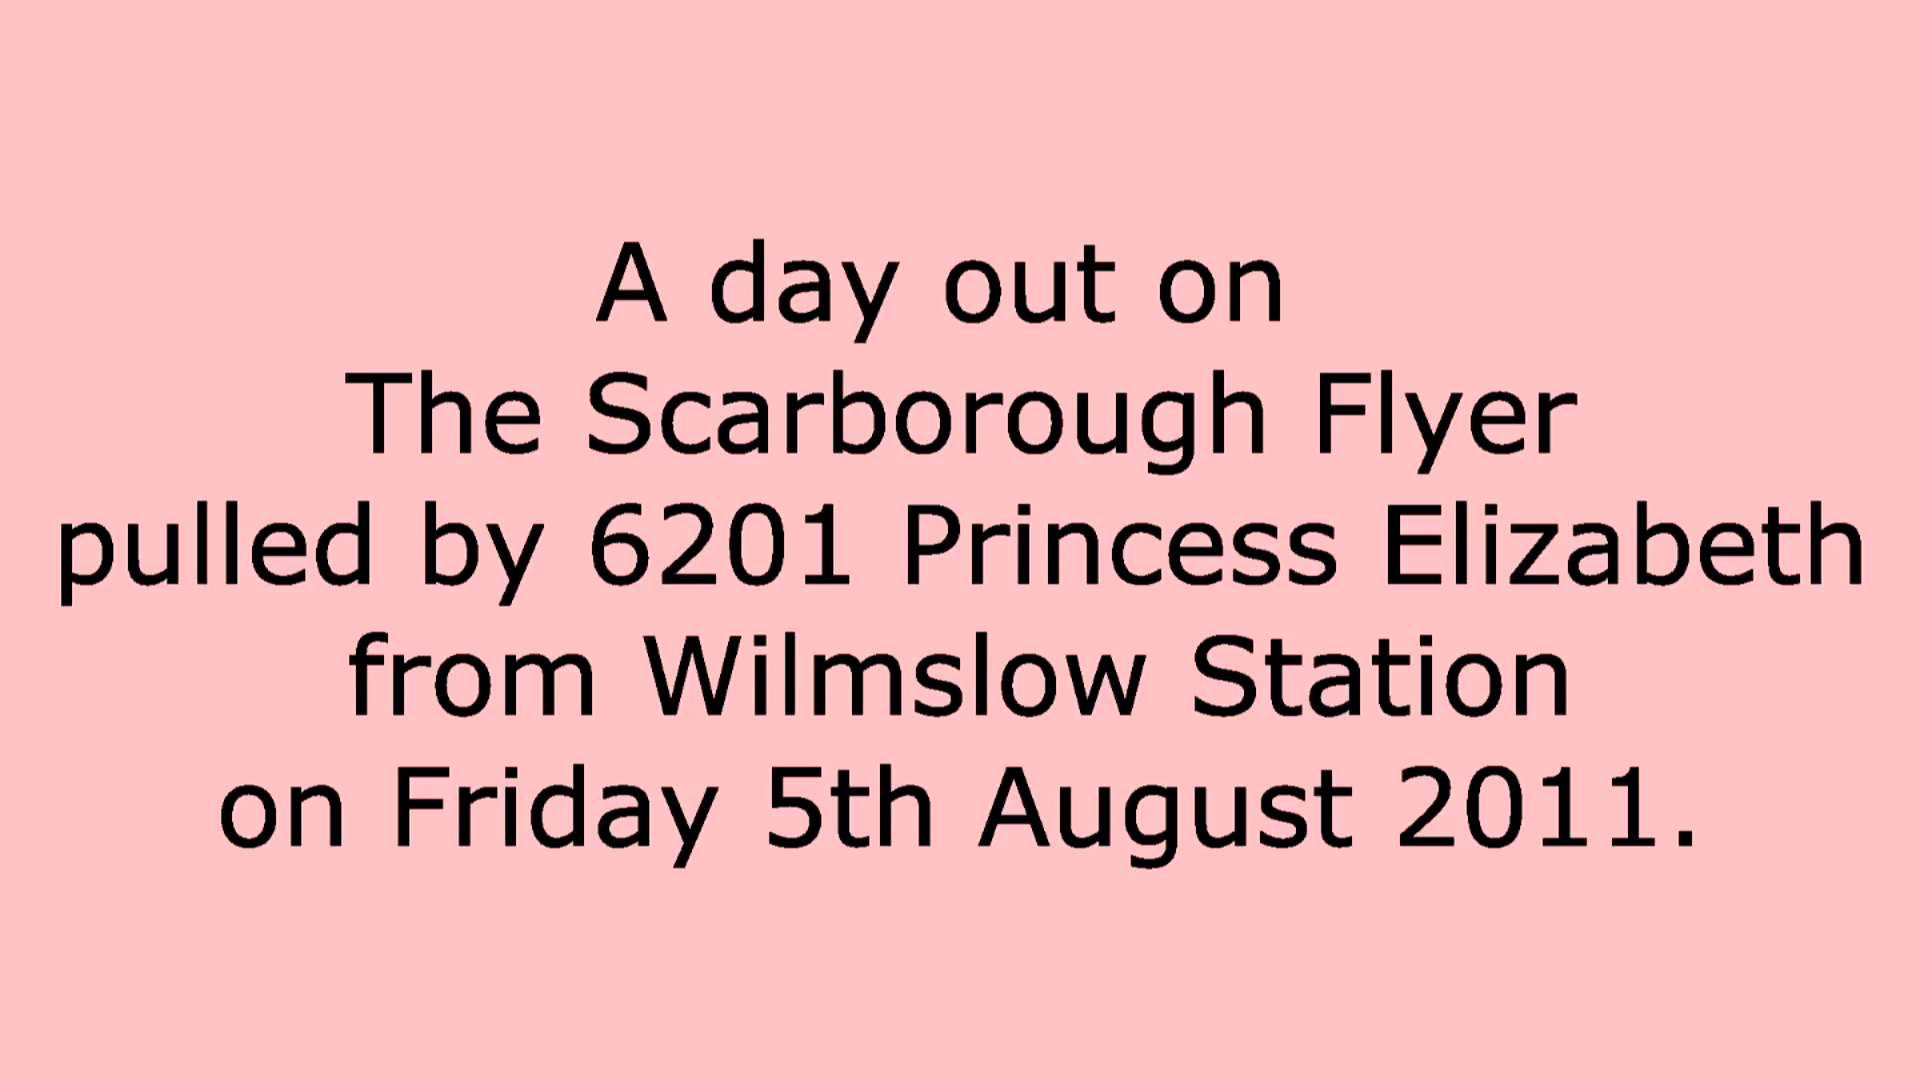 A day out on
The Scarborough Flyer
pulled by 6201 Princess Elizabeth
from Wilmslow Station
on Friday 5th August 2011.